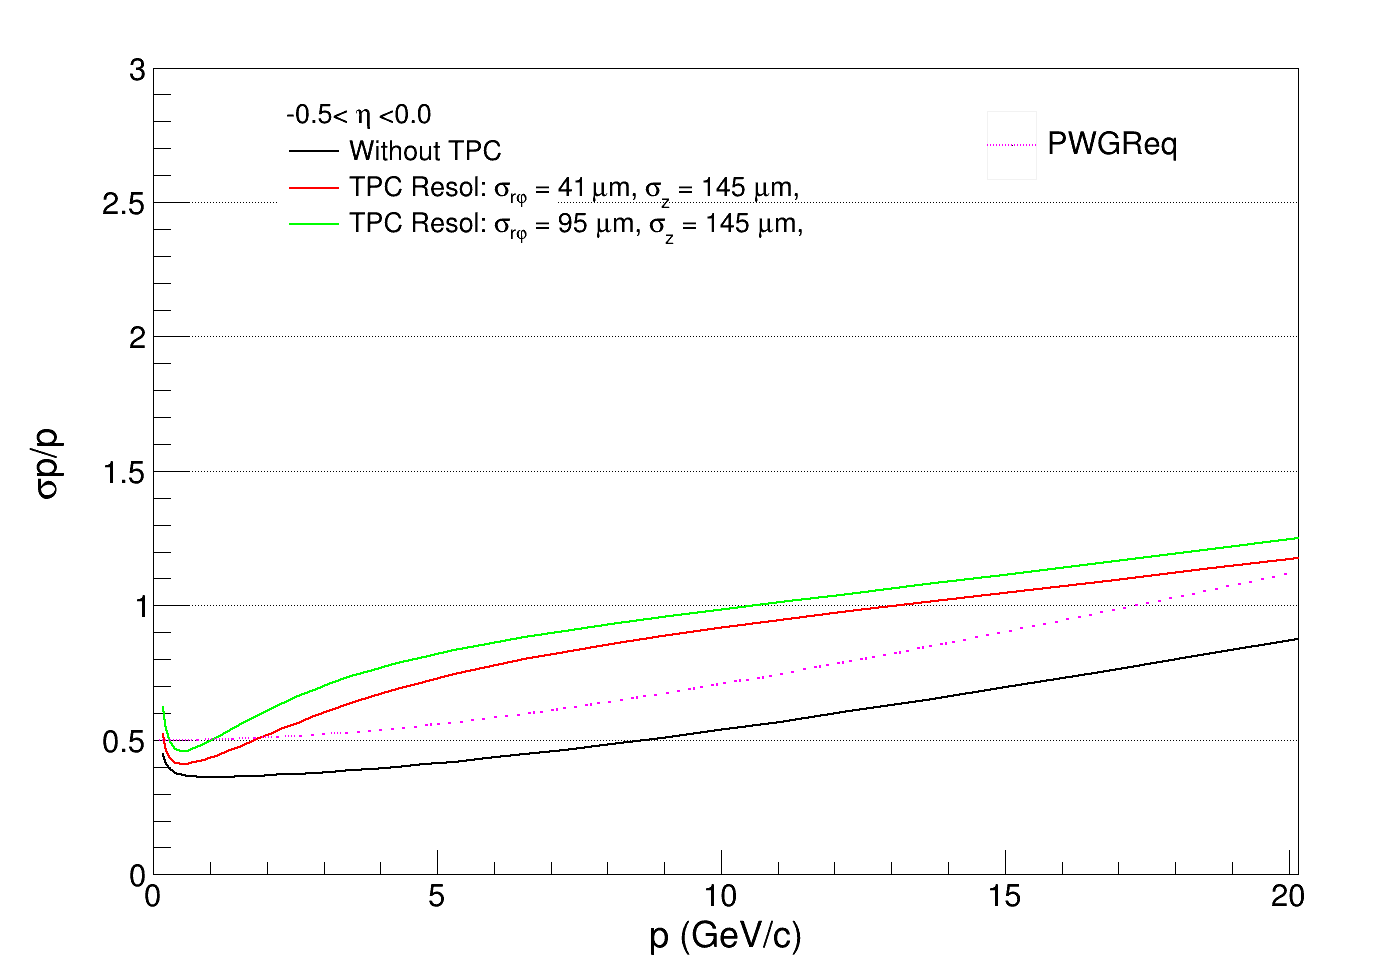 3
-0.5< η <0.0
Without TPC
PWGReq
TPC Resol: σrφ = 41 μm, σz = 145 μm,
2.5
TPC Resol: σrφ = 95 μm, σz = 145 μm,
2
1.5
σp/p
1
0.5
0
0 5 10 15 20
p (GeV/c)